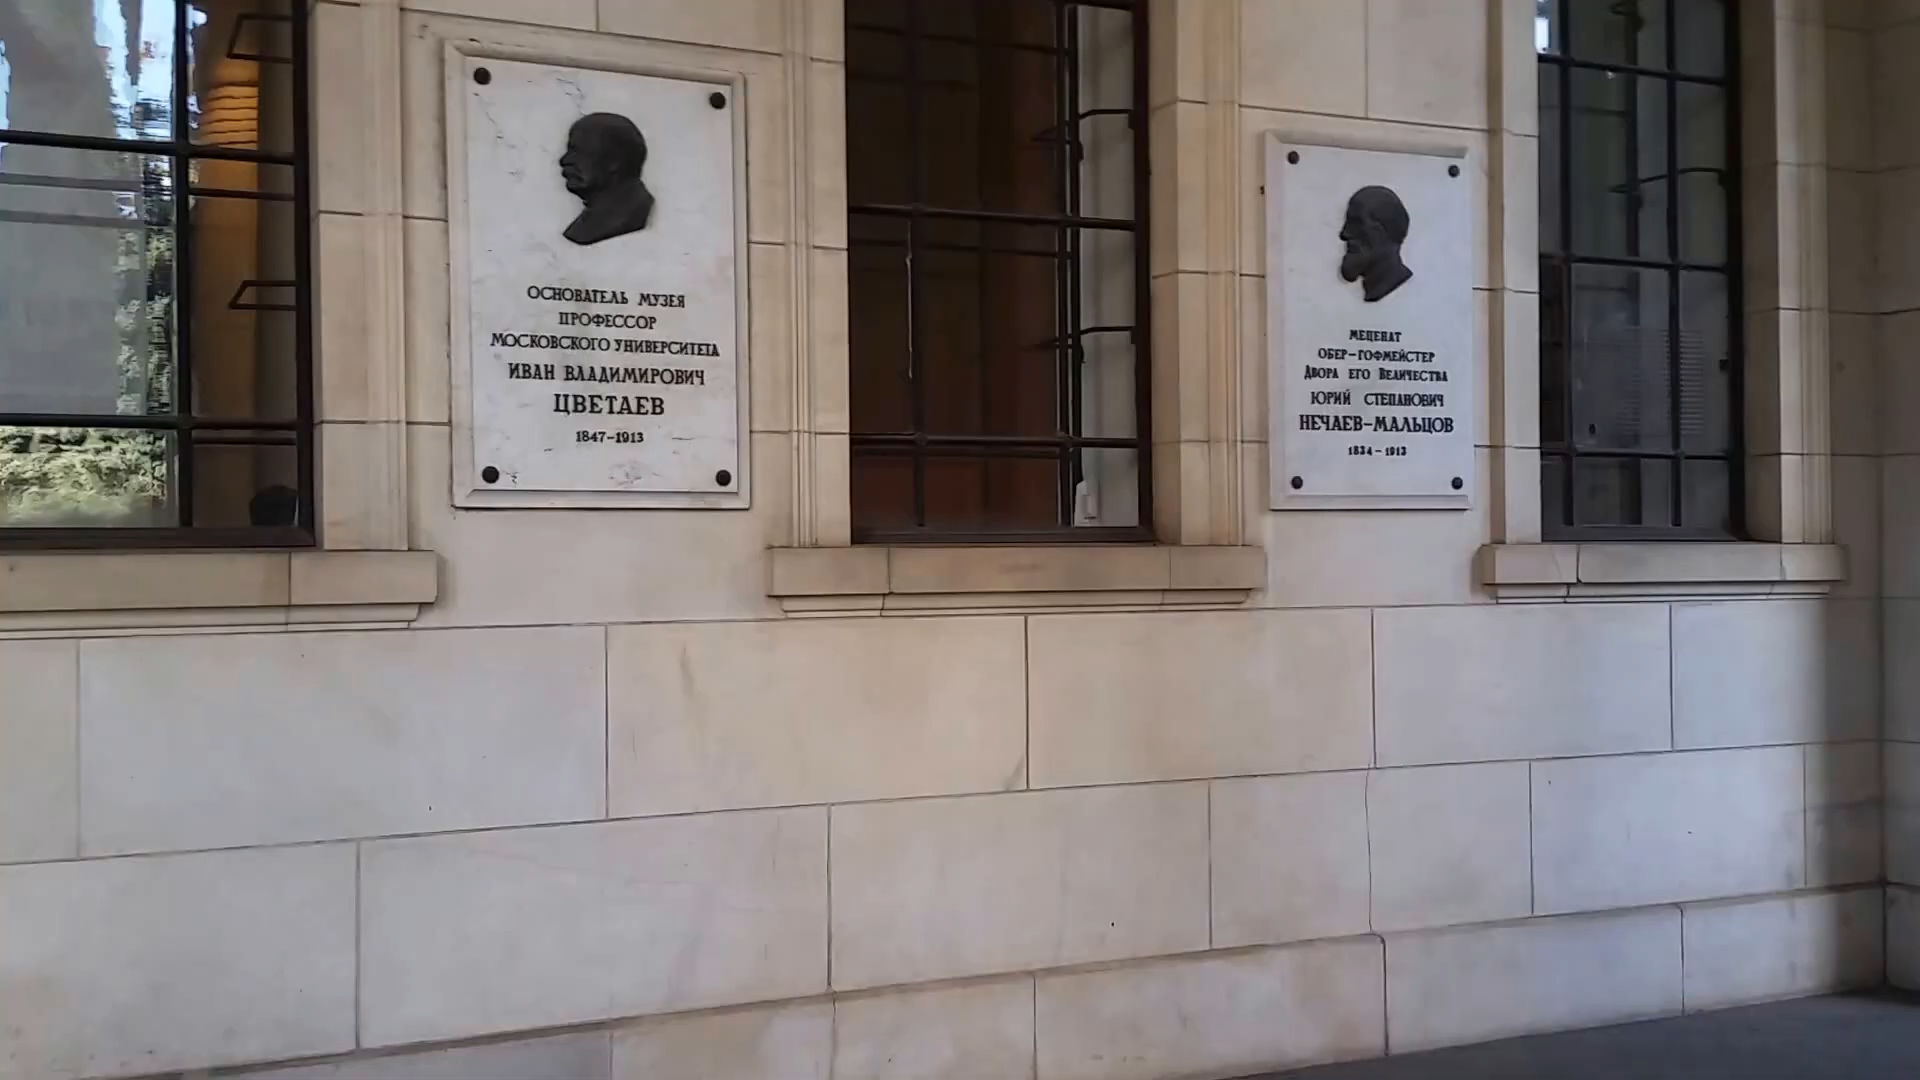 ОСНОВАТЕЛЬ МУЗЕЯ
ПРОФЕССОР
МОСКОВСКОГО УНИВЕРСИТЕТА
ИВАН ВЛАДИМИРОВИЧ
ЦВЕТАЕВ
1847-1913
МЕЦЕНАТ
ОБЕР-ГОФМЕЙСТЕР
ДВОРА ЕГО ВЕЛИЧЕСТВА
ЮРИЙ СТЕПАНОВИЧ
НЕЧАЕВ-МАЛЬЦОВ
1834-1913